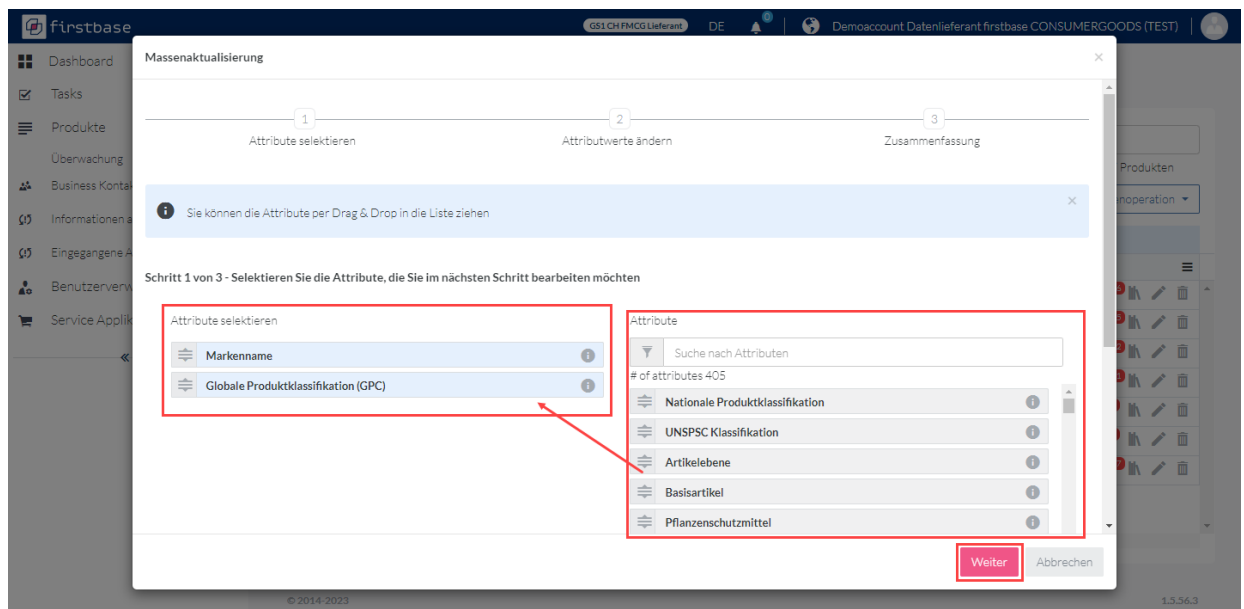 firstbase
GS1 CH FMCG Lieferant
DE
0
Demoaccount Datenlieferant firstbase CONSUMERGOODS (TEST)
Dashboard
Tasks
Produkte
Überwachung
Business Kontak
Informationen a
Eingegangene A
Benutzerverw
Service Applik
Massenaktualisierung
1
2
3
Attribute selektieren
Attributwerte ändern
Zusammenfassung
Sie können die Attribute per Drag & Drop in die Liste ziehen
Schritt 1 von 3 - Selektieren Sie die Attribute, die Sie im nächsten Schritt bearbeiten möchten
Attribute selektieren
Markenname
Globale Produktklassifikation (GPC)
Attribute
Suche nach Attributen
# of attributes 405
Nationale Produktklassifikation
UNSPSC Klassifikation
Artikelebene
Basisartikel
Pflanzenschutzmittel
Weiter
Abbrechen
Produkten
noperation
© 2014-2023
1.5.56.3